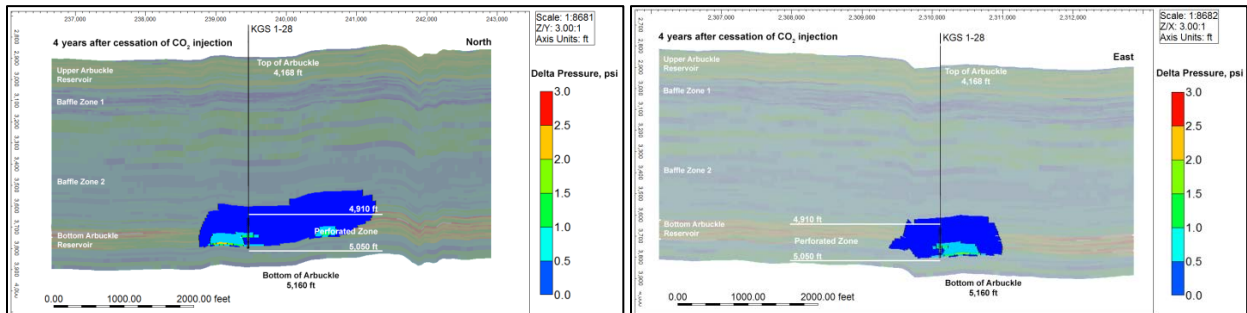 239,000 240,000 241,000 242,000 243,000
KGS 1-28
Scale: 1:8681
Z/Y: 3.00:1
Axis Units: ft
4 years after cessation of CO2 injection
North
Upper Arbuckle
Reservoir
Top of Arbuckle
4,168 ft
Delta Pressure, psi
Baffle Zone 1
3.0
2.5
2.0
1.5
1.0
0.5
0.0
Baffle Zone 2
4,910 ft
Bottom Arbuckle
Reservoir
Perforated Zone
5,050 ft
Bottom of Arbuckle
5,160 ft
0.00 1000.00 2000.00 feet
2,307,000 2,308,000 2,309,000 2,310,000 2,311,000 2,312,000
KGS 1-28
Scale: 1:8682
Z/X: 3.00:1
Axis Units: ft
4 years after cessation of CO2 injection
East
Upper Arbuckle
Reservoir
Top of Arbuckle
4,168 ft
Delta Pressure, psi
Baffle Zone 1
3.0
2.5
2.0
1.5
1.0
0.5
0.0
Baffle Zone 2
4,910 ft
Bottom Arbuckle
Reservoir
Perforated Zone
5,050 ft
Bottom of Arbuckle
5,160 ft
0.00 1000.00 2000.00 feet